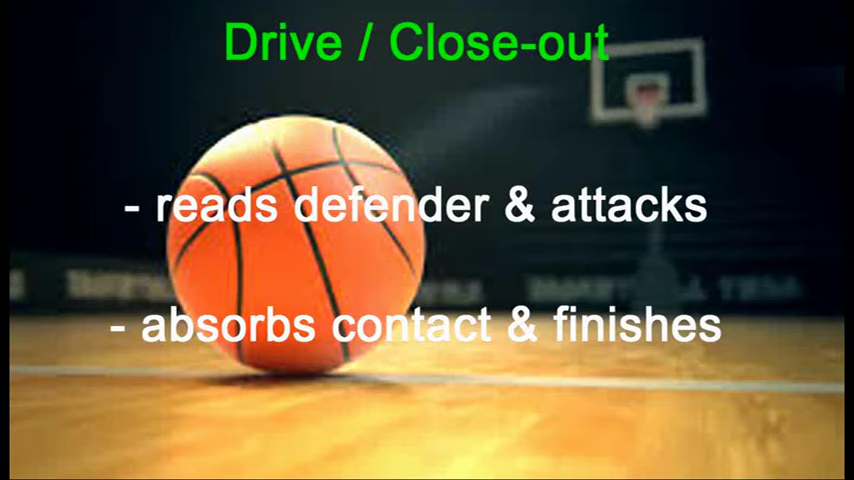 Drive / Close-out
- reads defender & attacks
- absorbs contact & finishes